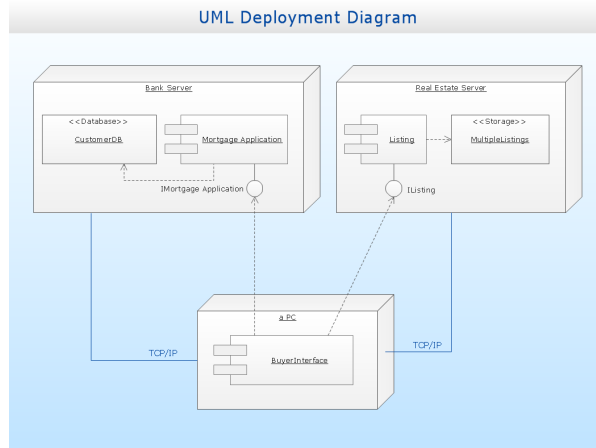 UML Deployment Diagram
Bank Server
Real Estate Server
<<Database>>
CustomerDB
Mortgage Application
Listing
<<Storage>>
MultipleListings
IMortgage Application
IListing
a PC
TCP/IP
TCP/IP
BuyerInterface